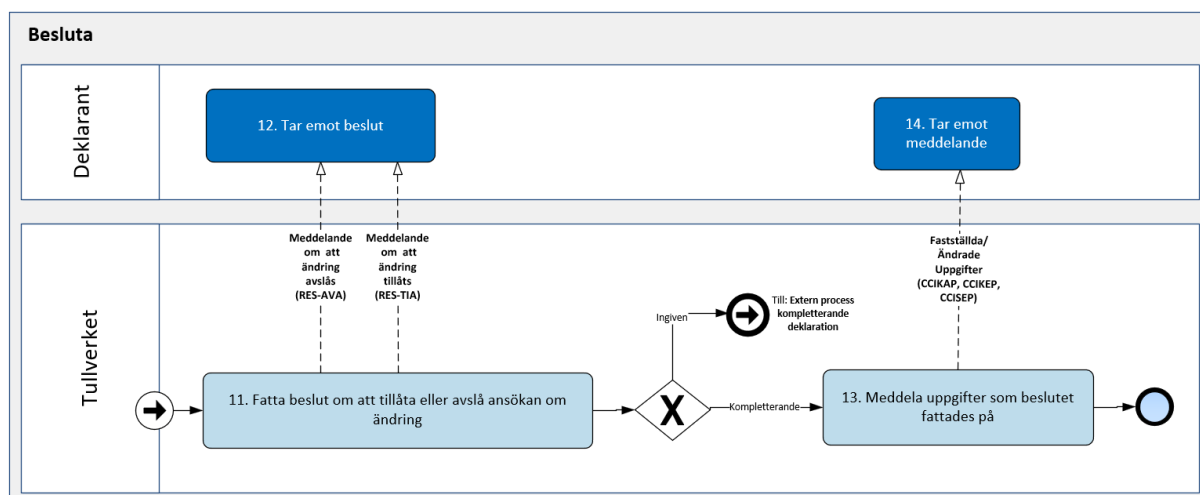 Besluta
Deklarant
12. Tar emot beslut
14. Tar emot
meddelande
Tullverket
Meddelande
om att
ändring
avslås
(RES-AVA)
Meddelande
om att
ändring
tillåts
(RES-TIA)
Fastställda/
Ändrade
Uppgifter
(CCIKAP, CCIKEP,
CCISEP)
Till: Extern process
kompletterande
deklaration
Ingiven
11. Fatta beslut om att tillåta eller avslå ansökan om
ändring
X
Kompletterande
13. Meddela uppgifter som beslutet
fattades på